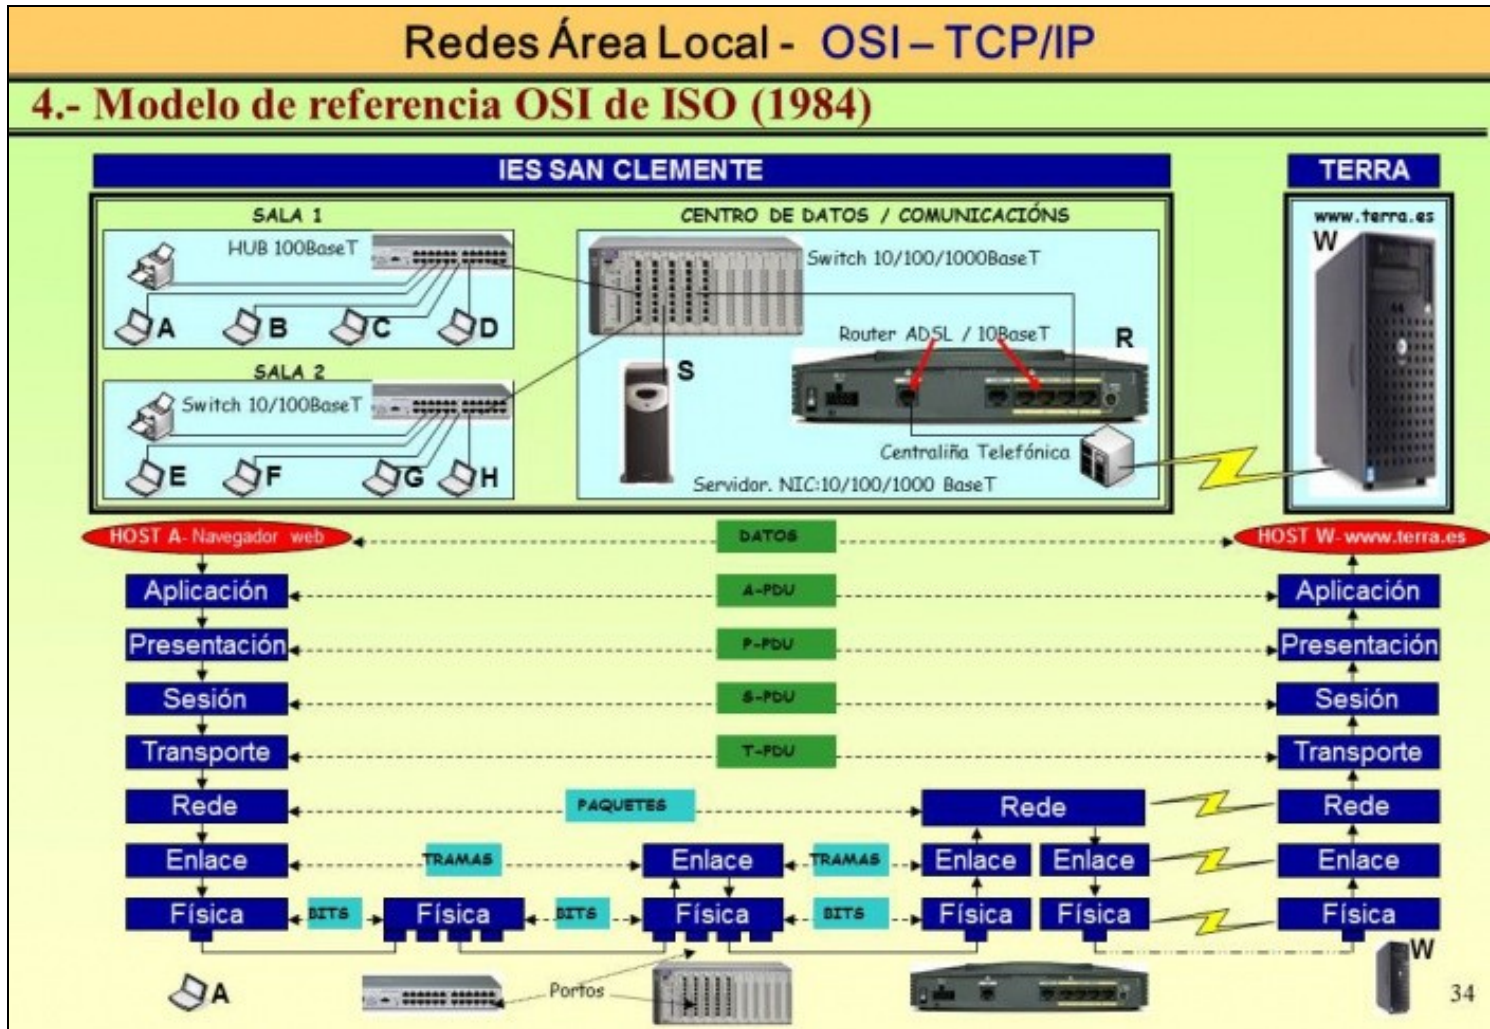 Redes Área Local - OSI – TCP/IP
4.- Modelo de referencia OSI de ISO (1984)
IES SAN CLEMENTE
TERRA
SALA 1
HUB 100BaseT
A B C D
SALA 2
Switch 10/100BaseT
E F G H
CENTRO DE DATOS / COMUNICACIÓNS
Switch 10/100/1000BaseT
Router ADSL / 10BaseT
R
S
Centraliña Telefónica
Servidor. NIC:10/100/1000 BaseT
www.terra.es
W
HOST A- Navegador web
DATOS
HOST W- www.terra.es
Aplicación
A-PDU
Aplicación
Presentación
P-PDU
Presentación
Sesión
S-PDU
Sesión
Transporte
T-PDU
Transporte
Rede
PAQUETES
Rede
Rede
Enlace
TRAMAS
Enlace
TRAMAS
Enlace
Enlace
Enlace
Física
BITS
Física
BITS
Física
BITS
Física
Física
Física
A
Portos
W
34